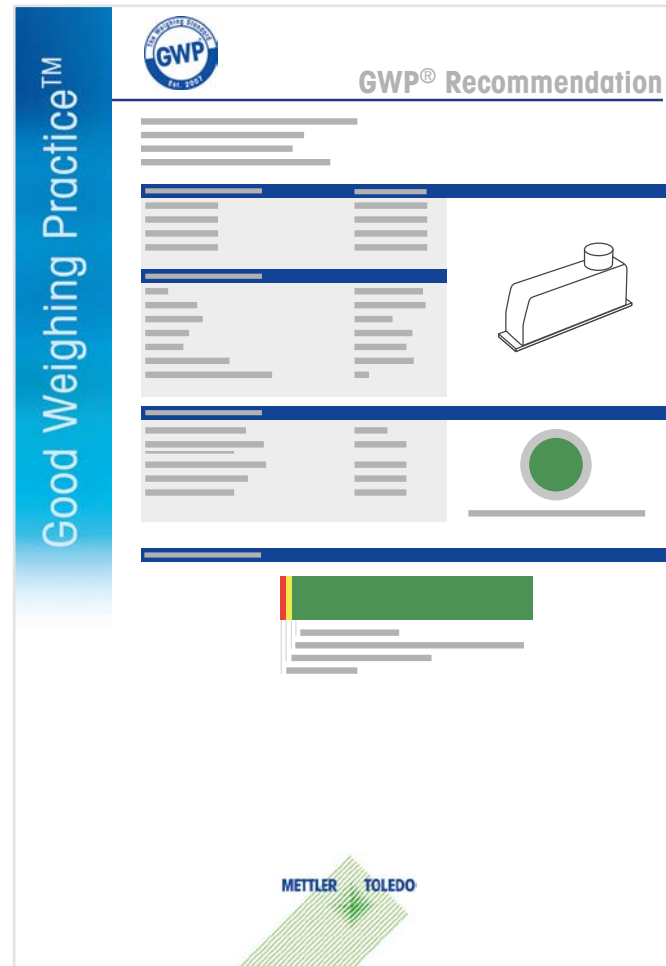 Good Weighing Practice™
The Weighing Standard
GWP®
Est. 2007
GWP® Recommendation
METTLER TOLEDO